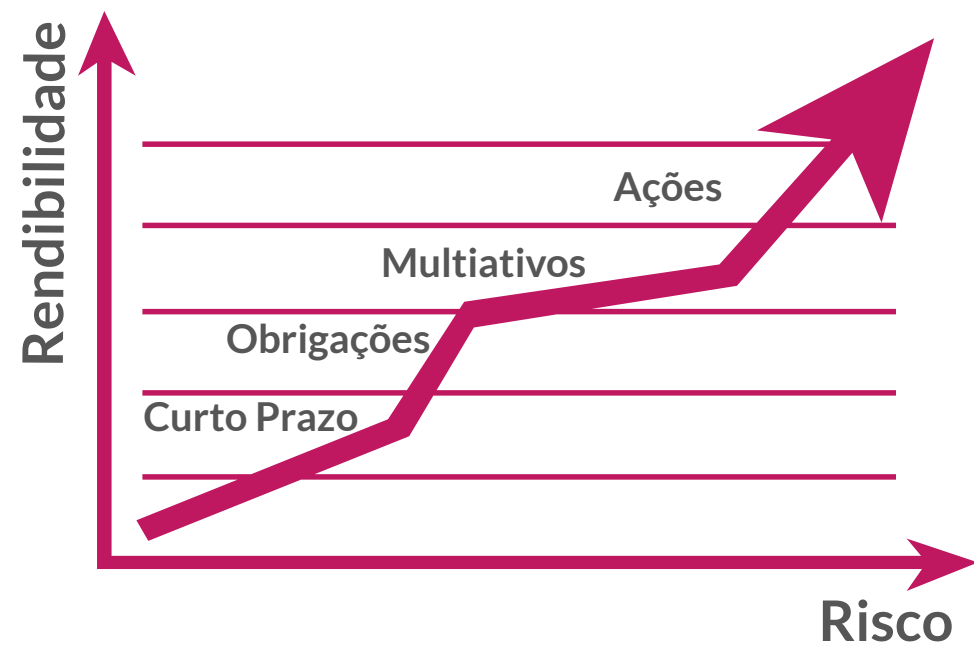 Rendibilidade
Ações
Multiativos
Obrigações
Curto Prazo
Risco